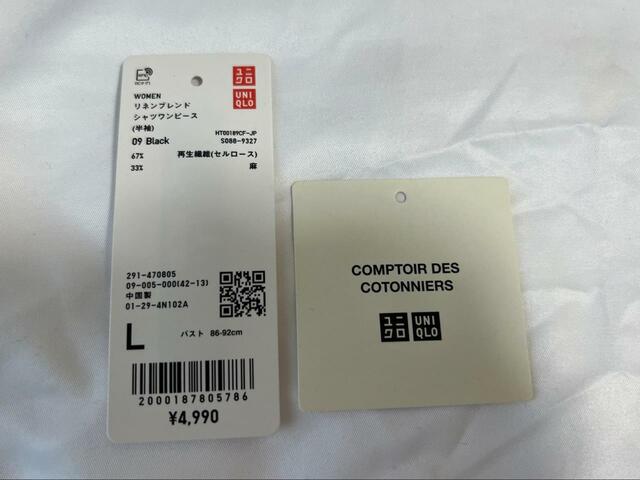 WOMEN
リネンブレンド
シャツワンピース
(半袖)
09 Black
HT00189CF-JP
S088-9327
67% 再生繊維(セルロース)
33% 麻
ユニ
クロ
UNI
QLO
291-470805
09-005-000(42-13)
中国製
01-29-4N102A
L バスト 86-92cm
2000187805786
¥4,990
COMPTOIR DES
COTONNIERS
ユニ
クロ
UNI
QLO